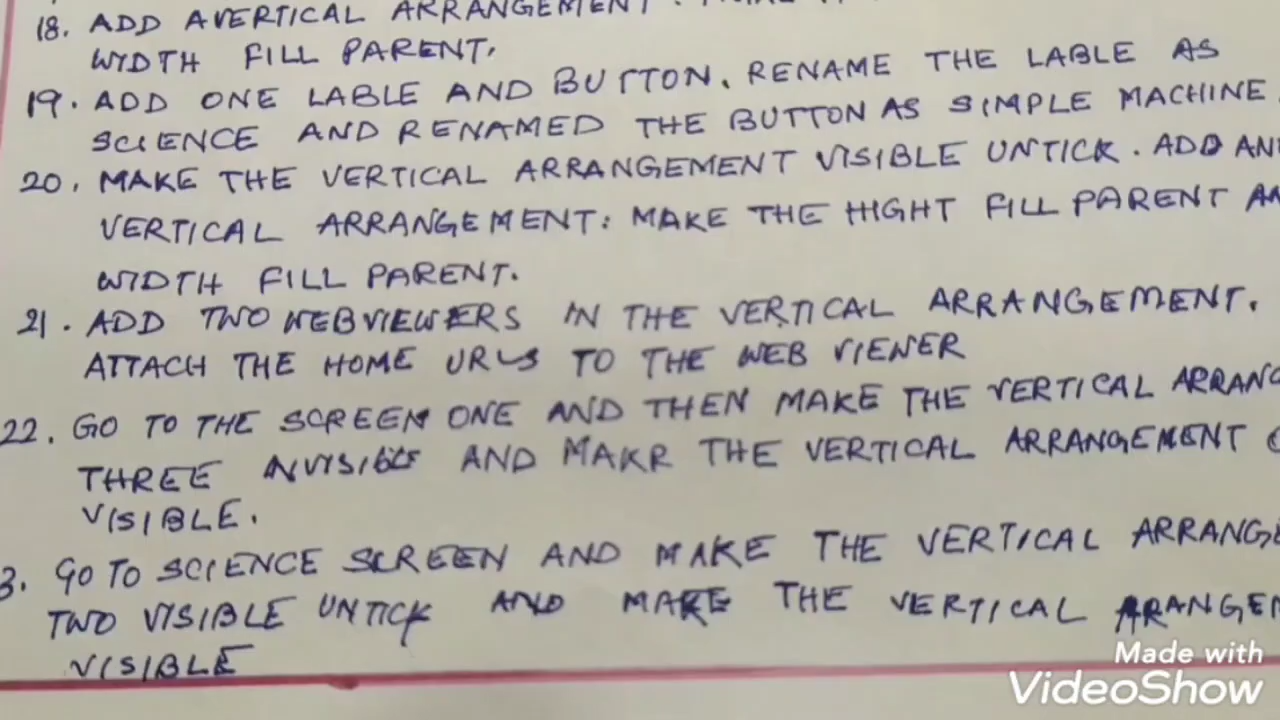 18. ADD AVERTICAL ARRANGEMENT.
WIDTH FILL PARENT.
19. ADD ONE LABLE AND BUTTON. RENAME THE LABLE AS
SCIENCE AND RENAMED THE BUTTON AS SIMPLE MACHINE.
20. MAKE THE VERTICAL ARRANGEMENT VISIBLE UNTICK. ADD AN
VERTICAL ARRANGEMENT: MAKE THE HIGHT FILL PARENT
WIDTH FILL PARENT.
21. ADD TWO WEBVIEWERS IN THE VERTICAL ARRANGEMENT.
ATTACH THE HOME URLS TO THE WEB VIENER
22. GO TO THE SCREEN ONE AND THEN MAKE THE VERTICAL ARRANG
THREE INVISIBLE AND MAKR THE VERTICAL ARRANGEMENT
VISIBLE.
3. GO TO SCIENCE SCREEN AND MAKE THE VERTICAL ARRANGE
TWO VISIBLE UNTICK AND MAKE THE VERTICAL ARANGEM
VISIBLE
Made with
VideoShow